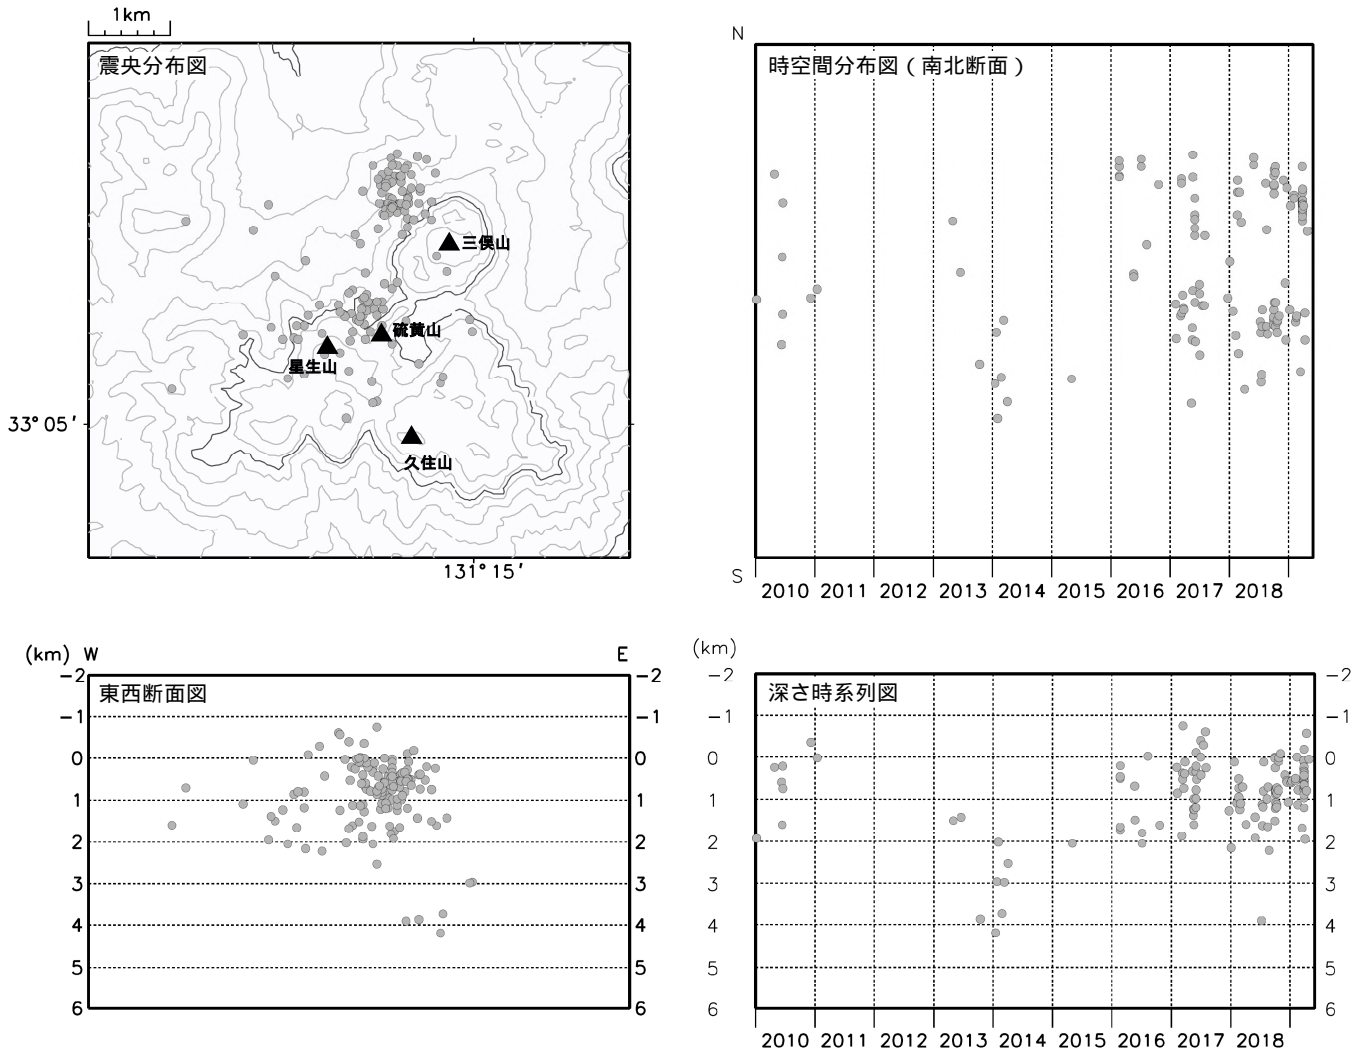 1km
震央分布図
三俣山
硫黄山
星生山
久住山
33° 05′
131° 15′
N
時空間分布図 ( 南北断面 )
S
2010 2011 2012 2013 2014 2015 2016 2017 2018
(km) W E
東西断面図
-2 -2
-1 -1
0 0
1 1
2 2
3 3
4 4
5 5
6 6
(km)
深さ時系列図
-2 -2
-1 -1
0 0
1 1
2 2
3 3
4 4
5 5
6 6
2010 2011 2012 2013 2014 2015 2016 2017 2018